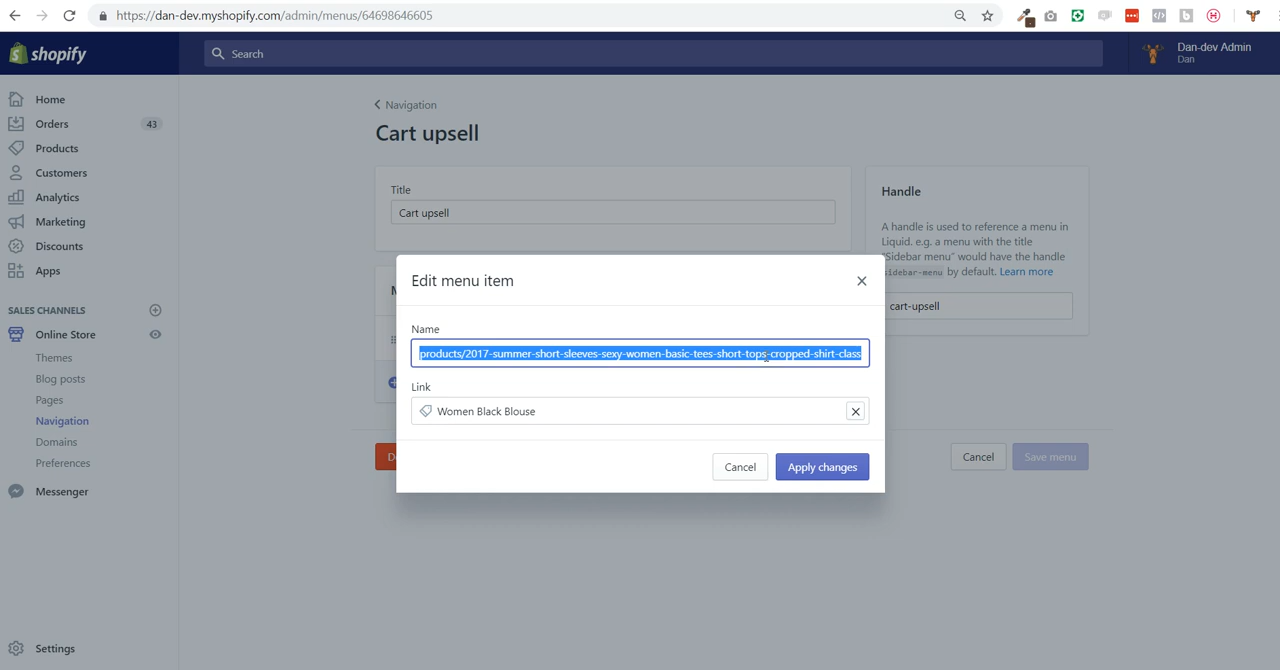 https://dan-dev.myshopify.com/admin/menus/64698646605
shopify
Search
Dan-dev Admin
Dan
Home
Orders 43
Products
Customers
Analytics
Marketing
Discounts
Apps
SALES CHANNELS
Online Store
Themes
Blog posts
Pages
Navigation
Domains
Preferences
Messenger
Settings
Navigation
Cart upsell
Title
Cart upsell
Handle
A handle is used to reference a menu in
Liquid. e.g. a menu with the title
"Sidebar menu" would have the handle
sidebar-menu by default. Learn more
cart-upsell
Edit menu item
Name
products/2017-summer-short-sleeves-sexy-women-basic-tees-short-tops-cropped-shirt-class
Link
Women Black Blouse
Cancel
Apply changes
Cancel
Save menu